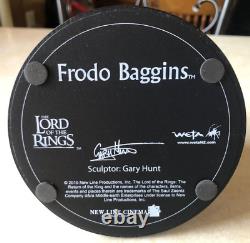 Frodo Baggins™
THE
LORD
OF THE
RINGS™
WETA
www.wetaNZ.com
Sculptor: Gary Hunt
© 2010 New Line Productions, Inc. The Lord of the Rings: The
Return of the King and the names of the characters, items,
events and places therein are trademarks of The Saul Zaentz
Company d/b/a Middle-earth Enterprises under license to New
Line Productions, Inc.
NEW LINE CINEMA
ebay